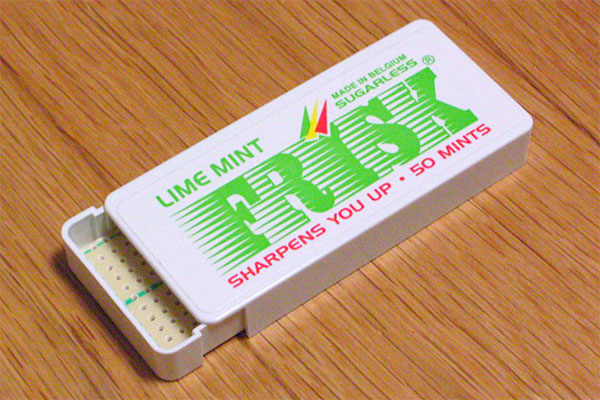 MADE IN BELGIUM
SUGARLESS
LIME MINT
FRISK®
SHARPENS YOU UP • 50 MINTS